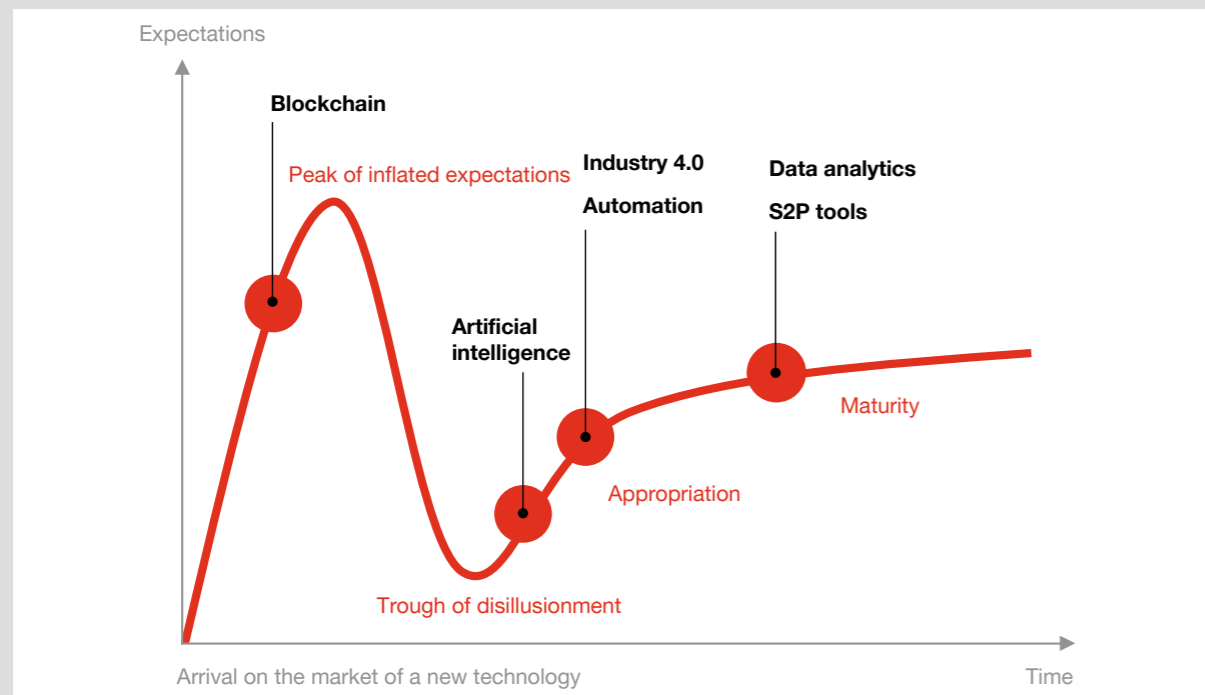 Expectations
Blockchain
Peak of inflated expectations
Industry 4.0
Automation
Data analytics
S2P tools
Artificial
intelligence
Maturity
Appropriation
Trough of disillusionment
Arrival on the market of a new technology
Time